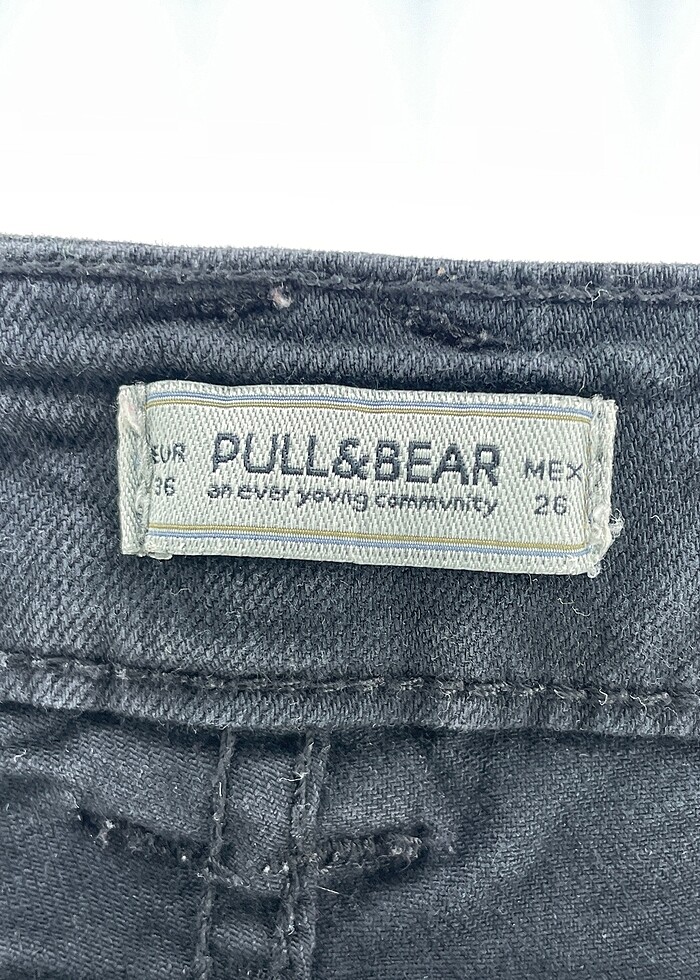 EUR PULL&BEAR MEX
36 an ever young community 26